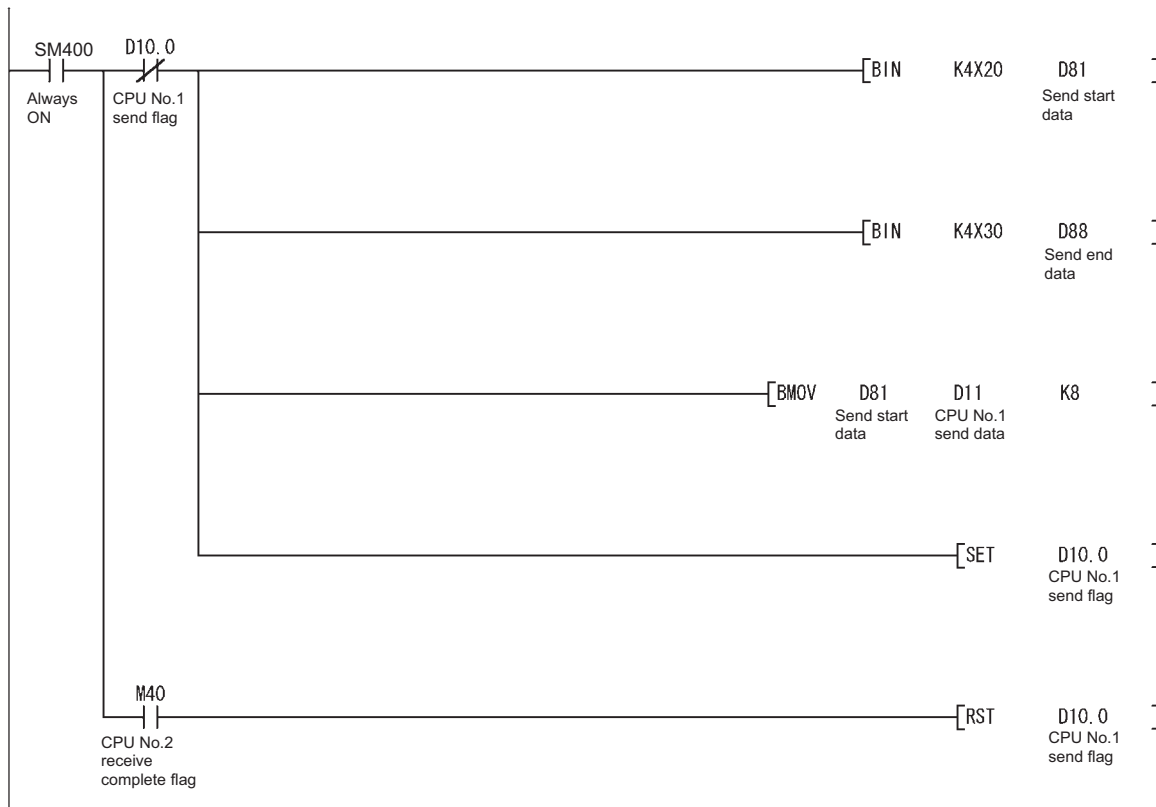 SM400 D10.0
[BIN K4X20 D81 ]
Always
ON
CPU No.1
send flag
Send start
data
[BIN K4X30 D88 ]
Send end
data
[BMOV D81 D11 K8 ]
Send start
data
CPU No.1
send data
[SET D10.0 ]
CPU No.1
send flag
M40
[RST D10.0 ]
CPU No.2
receive
complete flag
CPU No.1
send flag